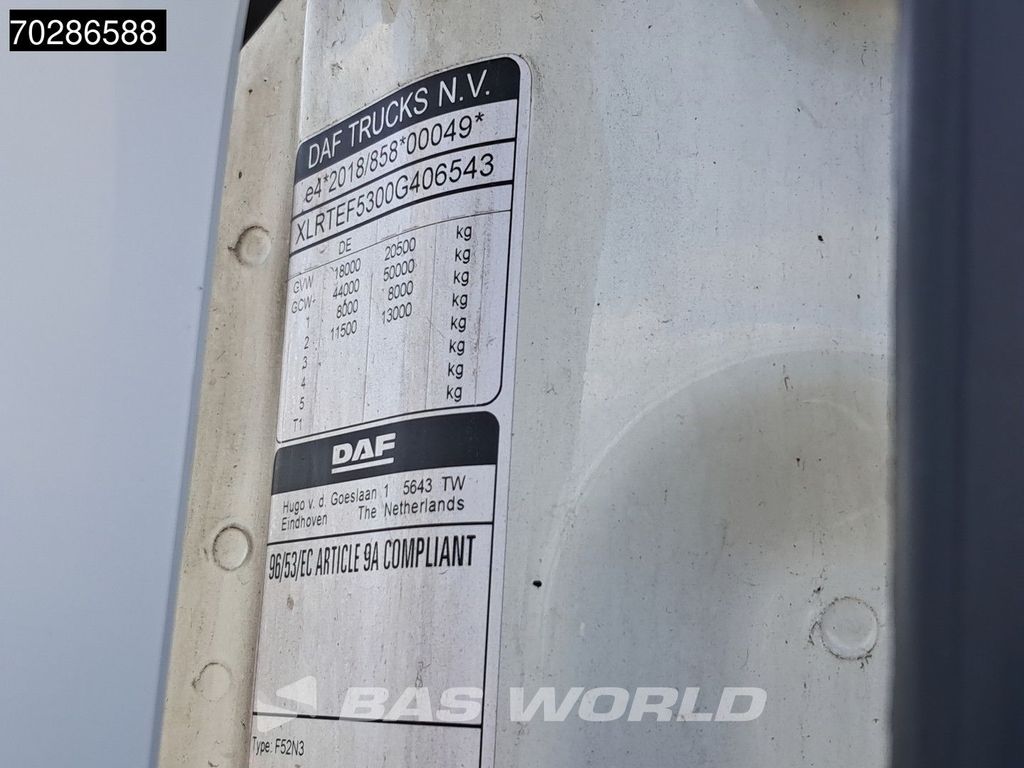 70286588
DAF TRUCKS N.V.
e4*2018/858*00049*
XLRTEF5300G406543
DE
GVW 18000 20500 kg
GCW- 44000 50000 kg
1 8000 8000 kg
2 11500 13000 kg
3 kg
4 kg
5 kg
T1 kg
DAF
Hugo v. d. Goeslaan 1 5643 TW
Eindhoven The Netherlands
96/53/EC ARTICLE 9A COMPLIANT
BAS WORLD
Type: F52N3